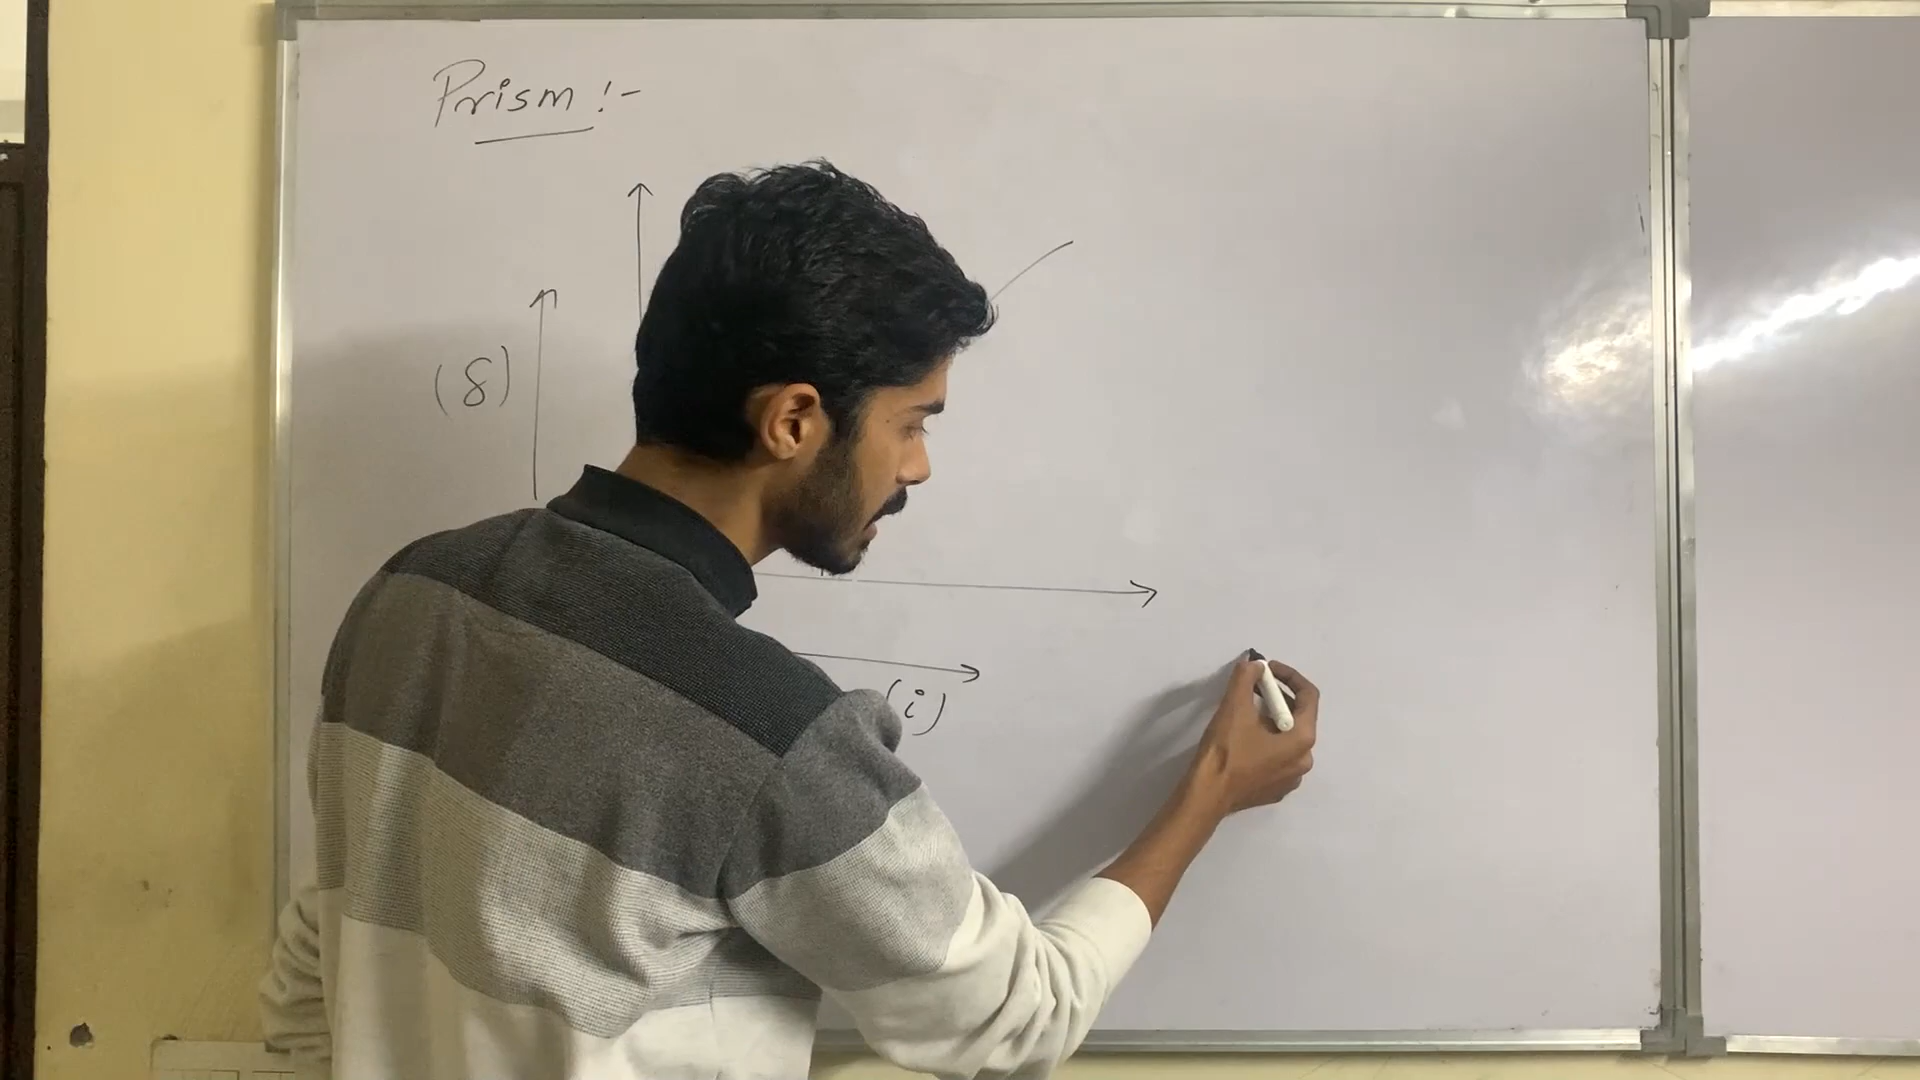 Prism :-
(δ)
(i)